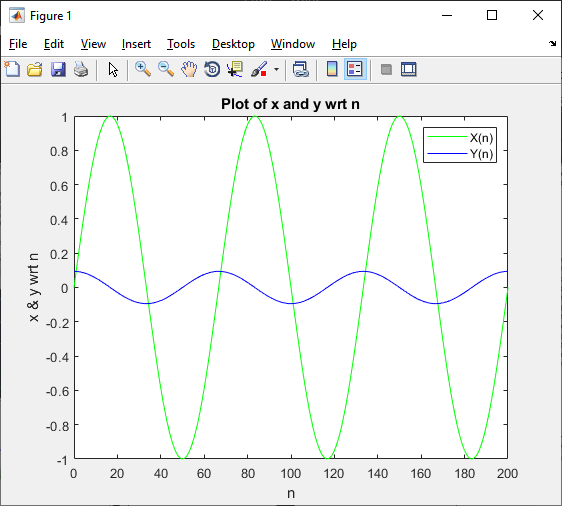 Figure 1
File Edit View Insert Tools Desktop Window Help
Plot of x and y wrt n
X(n)
Y(n)
1
0.8
0.6
0.4
0.2
0
-0.2
-0.4
-0.6
-0.8
-1
x & y wrt n
0 20 40 60 80 100 120 140 160 180 200
n